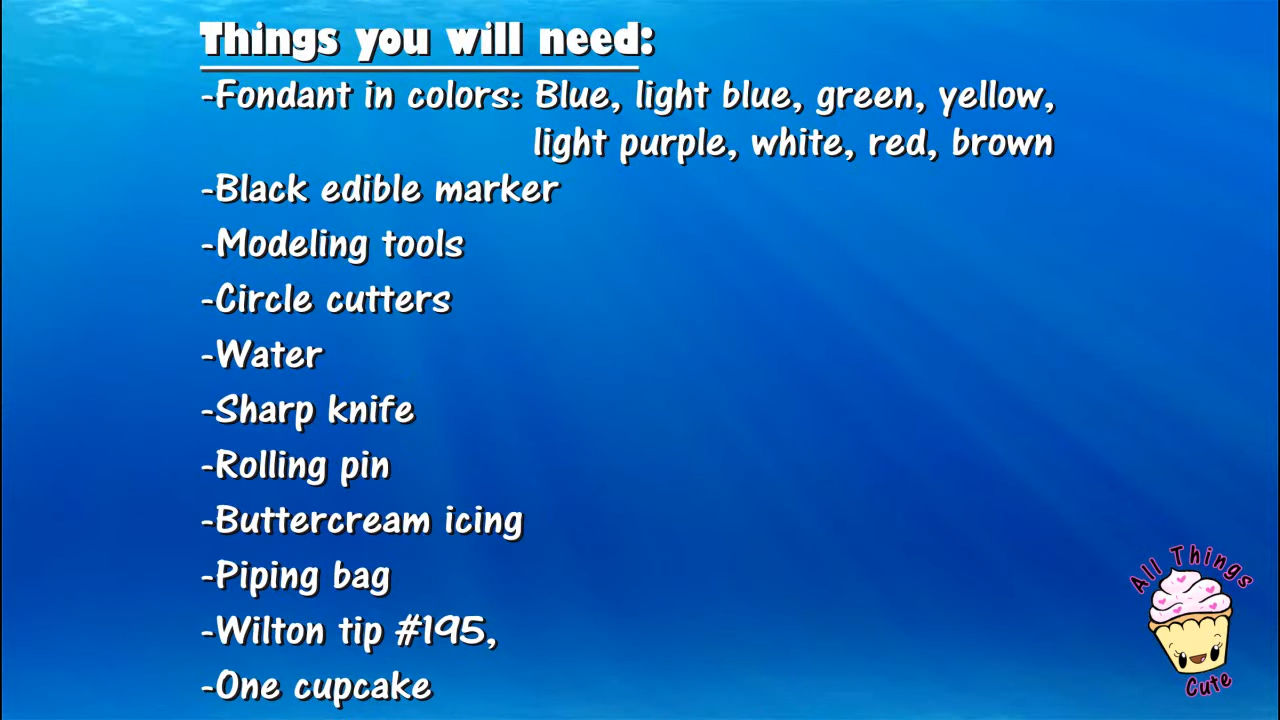 Things you will need:
-Fondant in colors: Blue, light blue, green, yellow,
light purple, white, red, brown
-Black edible marker
-Modeling tools
-Circle cutters
-Water
-Sharp knife
-Rolling pin
-Buttercream icing
-Piping bag
-Wilton tip #195,
-One cupcake
All Things
Cute